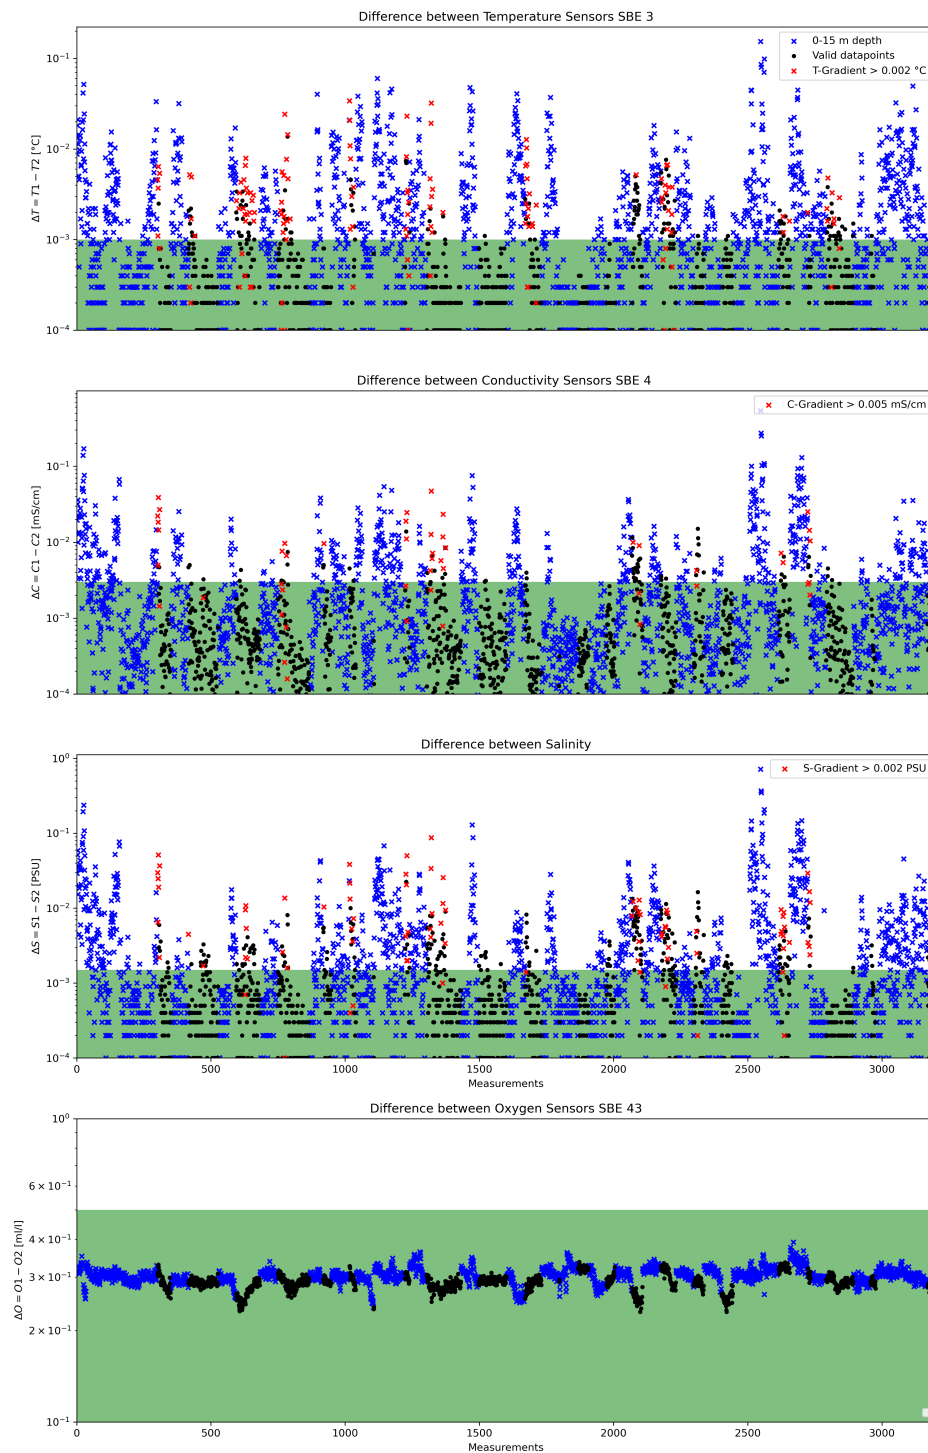 Difference between Temperature Sensors SBE 3
10⁻¹
10⁻²
10⁻³
10⁻⁴
ΔT = T1 − T2 [°C]
0-15 m depth
Valid datapoints
T-Gradient > 0.002 °C
Difference between Conductivity Sensors SBE 4
10⁻¹
10⁻²
10⁻³
10⁻⁴
ΔC = C1 − C2 [mS/cm]
C-Gradient > 0.005 mS/cm
Difference between Salinity
10⁰
10⁻¹
10⁻²
10⁻³
10⁻⁴
ΔS = S1 − S2 [PSU]
S-Gradient > 0.002 PSU
0 500 1000 1500 2000 2500 3000
Measurements
Difference between Oxygen Sensors SBE 43
10⁰
6 × 10⁻¹
4 × 10⁻¹
3 × 10⁻¹
2 × 10⁻¹
10⁻¹
ΔO = O1 − O2 [ml/l]
0 500 1000 1500 2000 2500 3000
Measurements